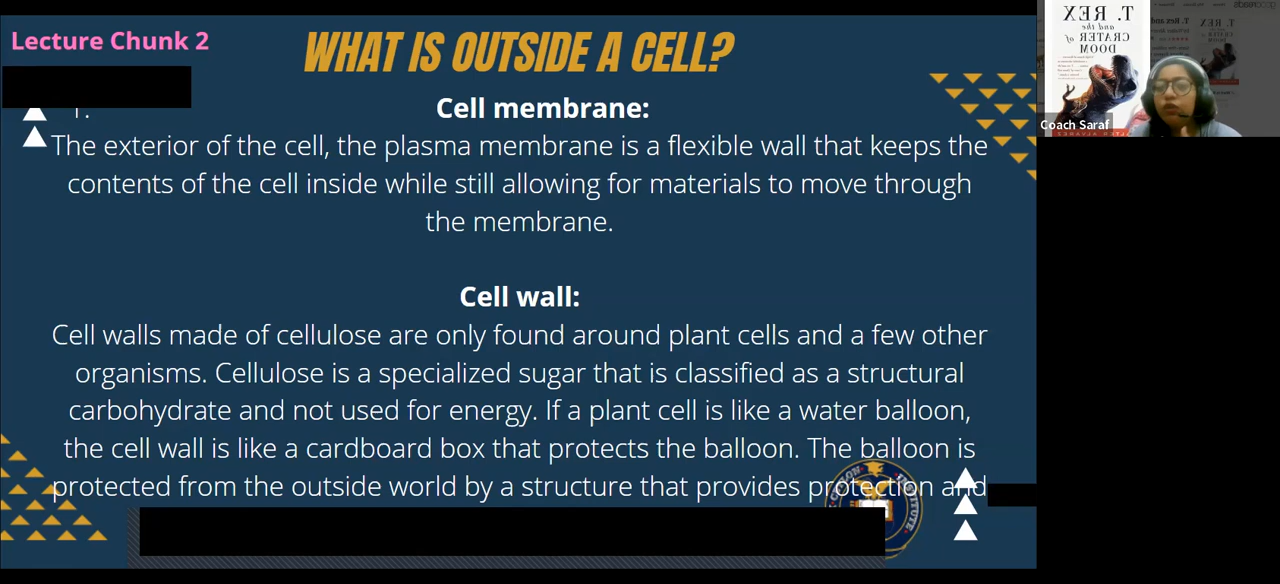 Lecture Chunk 2
WHAT IS OUTSIDE A CELL?
1.
Cell membrane:
The exterior of the cell, the plasma membrane is a flexible wall that keeps the
contents of the cell inside while still allowing for materials to move through
the membrane.
Cell wall:
Cell walls made of cellulose are only found around plant cells and a few other
organisms. Cellulose is a specialized sugar that is classified as a structural
carbohydrate and not used for energy. If a plant cell is like a water balloon,
the cell wall is like a cardboard box that protects the balloon. The balloon is
protected from the outside world by a structure that provides protection and
T. REX
and the
CRATER of
DOOM
Coach Saraf